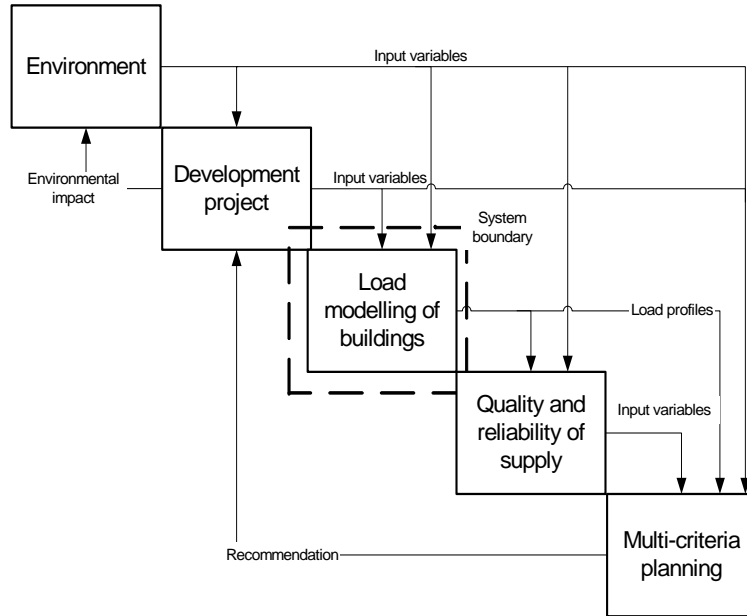 Environment
Input variables
Environmental
impact
Development
project
Input variables
System
boundary
Load
modelling of
buildings
Load profiles
Quality and
reliability of
supply
Input variables
Recommendation
Multi-criteria
planning